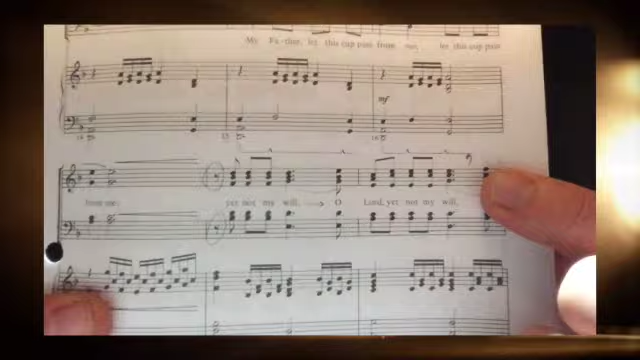 My Fa-ther, let this cup pass from me, let this cup pass
mf
from me;
yet not my will, O Lord, yet not my will,